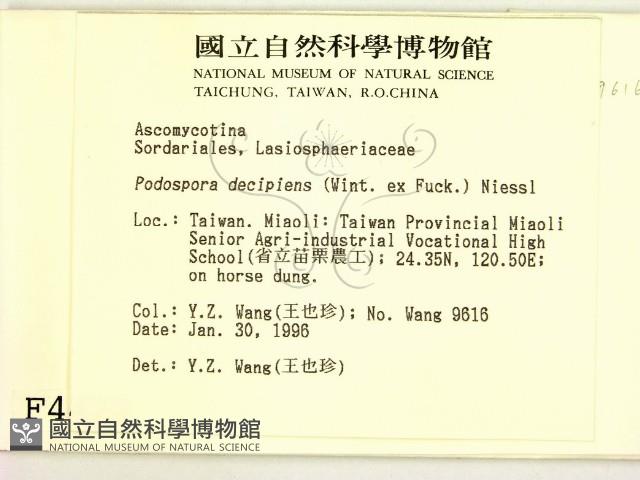 國立自然科學博物館
NATIONAL MUSEUM OF NATURAL SCIENCE
TAICHUNG, TAIWAN, R.O.CHINA
9616
Ascomycotina
Sordariales, Lasiosphaeriaceae
Podospora decipiens (Wint. ex Fuck.) Niessl
Loc.: Taiwan. Miaoli: Taiwan Provincial Miaoli
Senior Agri-industrial Vocational High
School(省立苗栗農工); 24.35N, 120.50E;
on horse dung.
Col.: Y.Z. Wang(王也珍); No. Wang 9616
Date: Jan. 30, 1996
Det.: Y.Z. Wang(王也珍)
F4
國立自然科學博物館
NATIONAL MUSEUM OF NATURAL SCIENCE